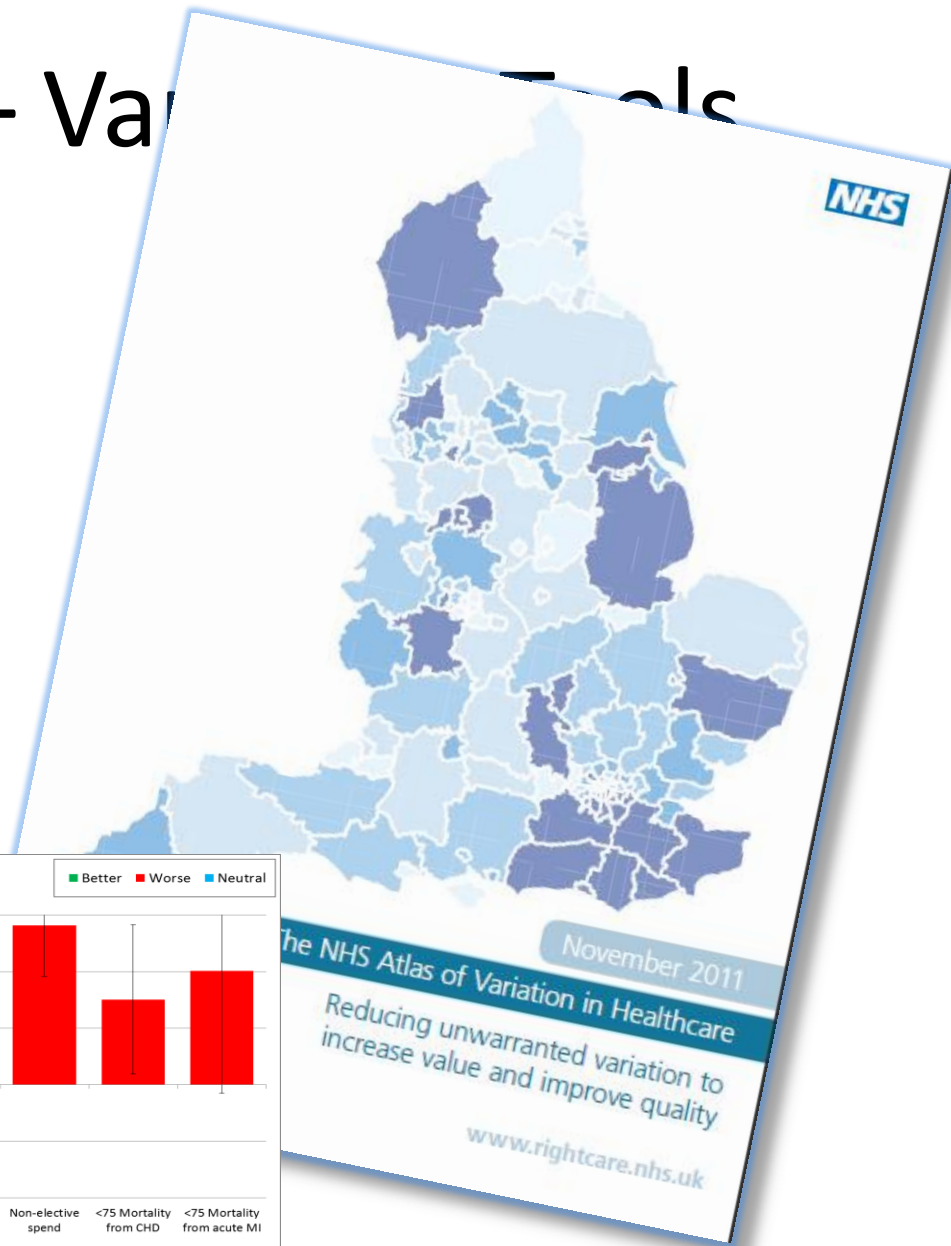 - Va
NHS
November 2011
The NHS Atlas of Variation in Healthcare
Reducing unwarranted variation to
increase value and improve quality
www.rightcare.nhs.uk
Better Worse Neutral
Non-elective
spend
<75 Mortality
from CHD
<75 Mortality
from acute MI